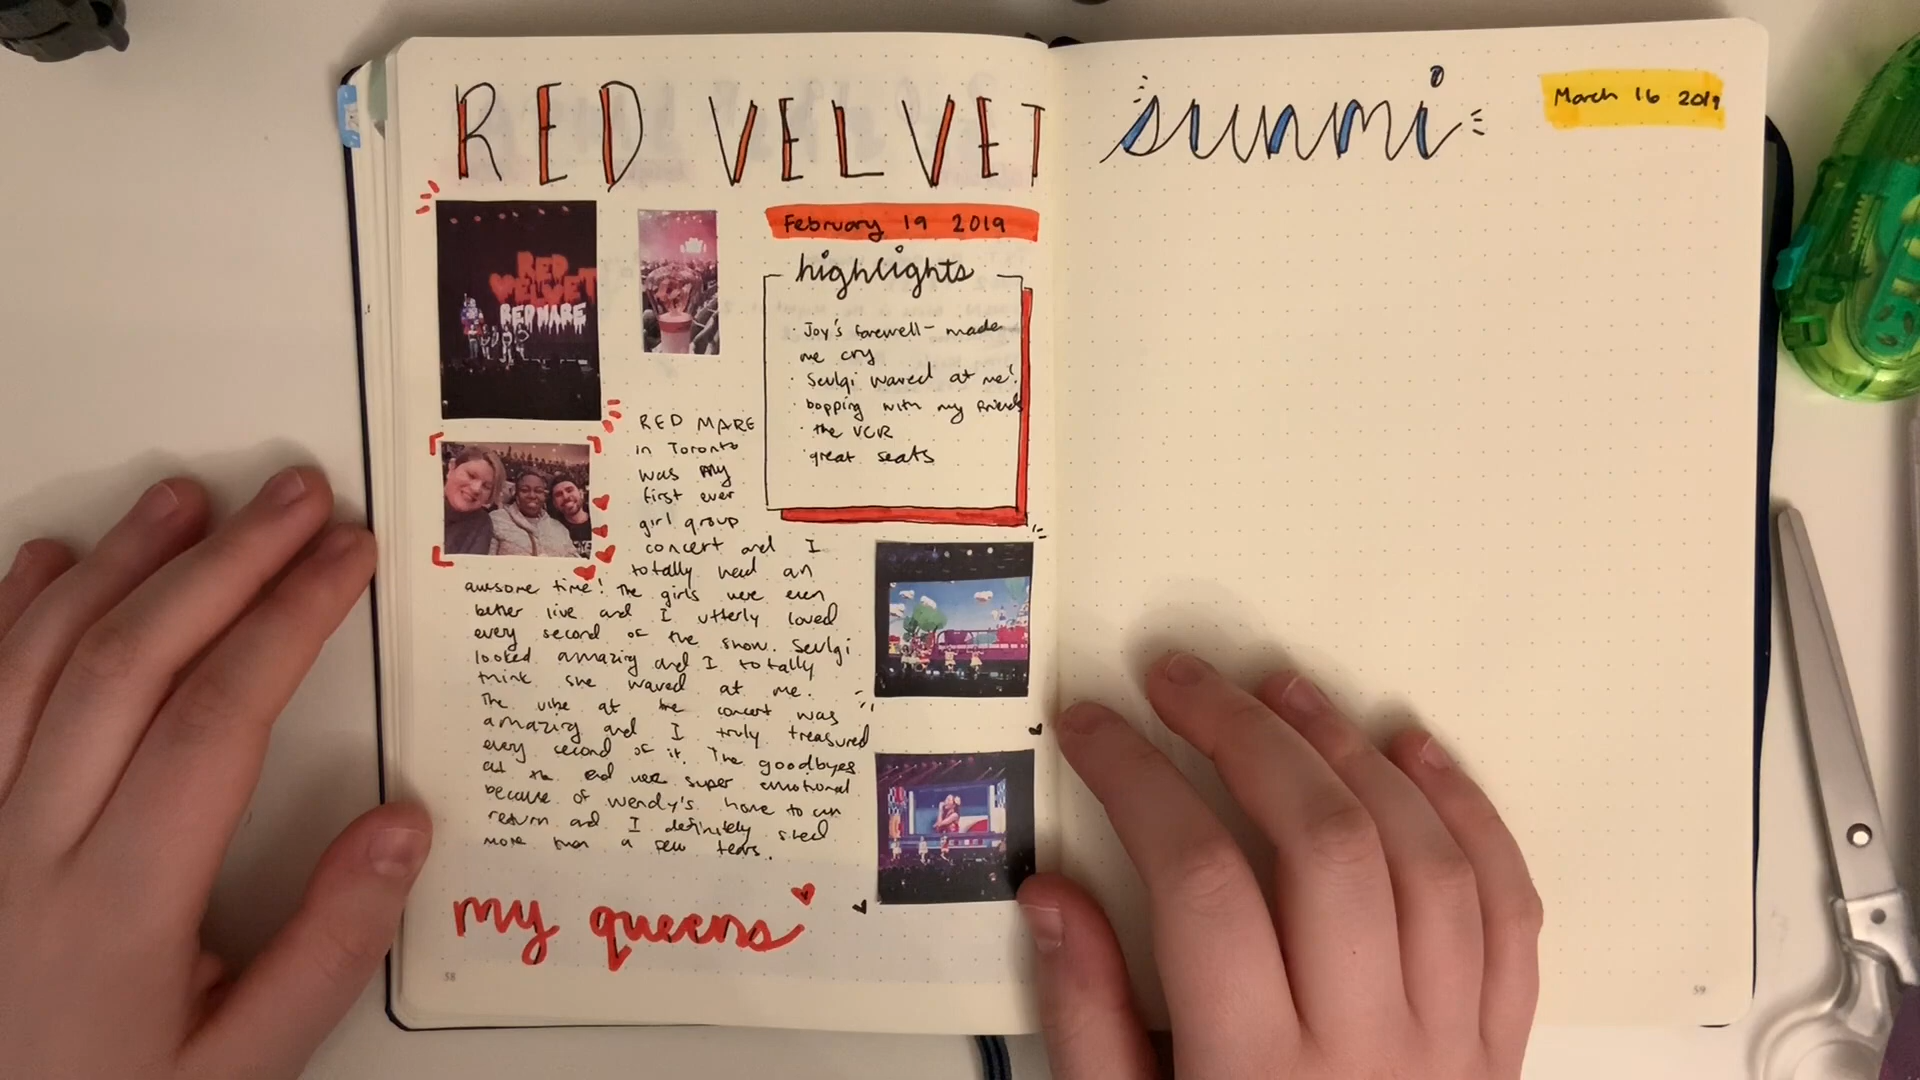 RED VELVET
February 19 2019
highlights
· Joy's farewell - made
me cry
· Seulgi waved at me!
· bopping with my friends
· the VCR
· great seats
RED
VELVET
REDMARE
RED MARE
in Toronto
was my
first ever
girl group
concert and I
totally had an
awesome time! The girls were even
better live and I utterly loved
every second of the show. Seulgi
looked amazing and I totally
think she waved at me.
The vibe at the concert was
amazing and I truly treasured
every second of it. The goodbyes
at the end were super emotional
because of Wendy's have to can
return and I definitely shed
more than a few tears.
my queens
58
sunmi
March 16 2019
59